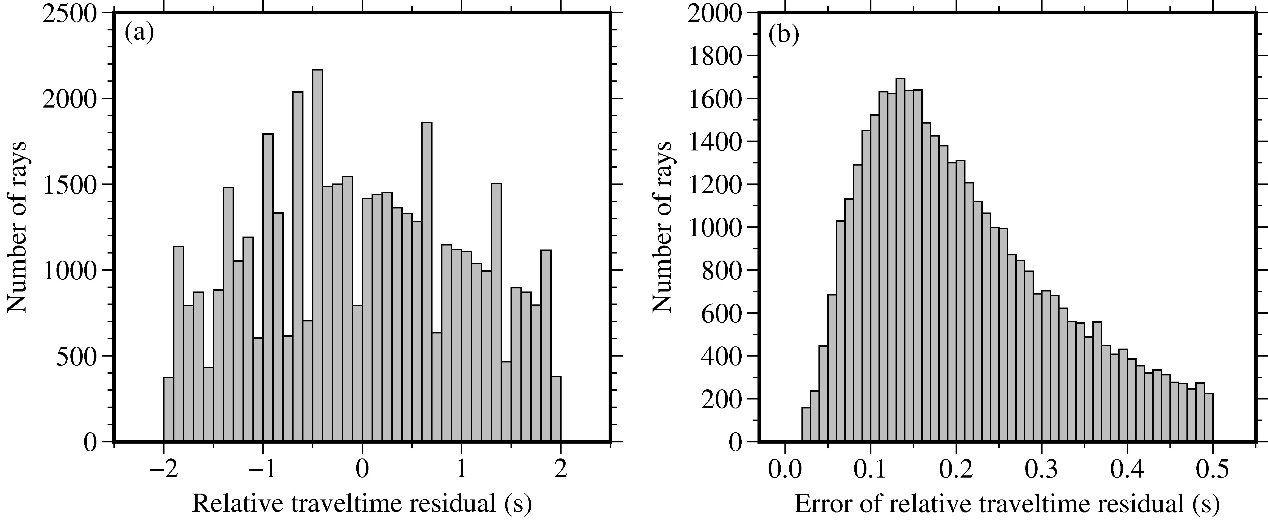 (a)
Number of rays
2500
2000
1500
1000
500
0
−2 −1 0 1 2
Relative traveltime residual (s)
(b)
Number of rays
2000
1800
1600
1400
1200
1000
800
600
400
200
0
0.0 0.1 0.2 0.3 0.4 0.5
Error of relative traveltime residual (s)